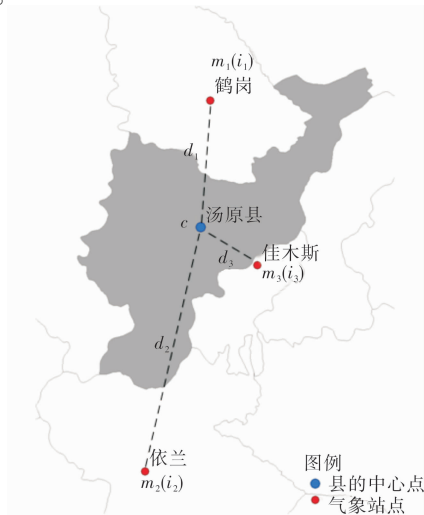 m₁(i₁)
鹤岗
d₁
c
汤原县
d₃
佳木斯
m₃(i₃)
d₂
依兰
m₂(i₂)
图例
县的中心点
气象站点